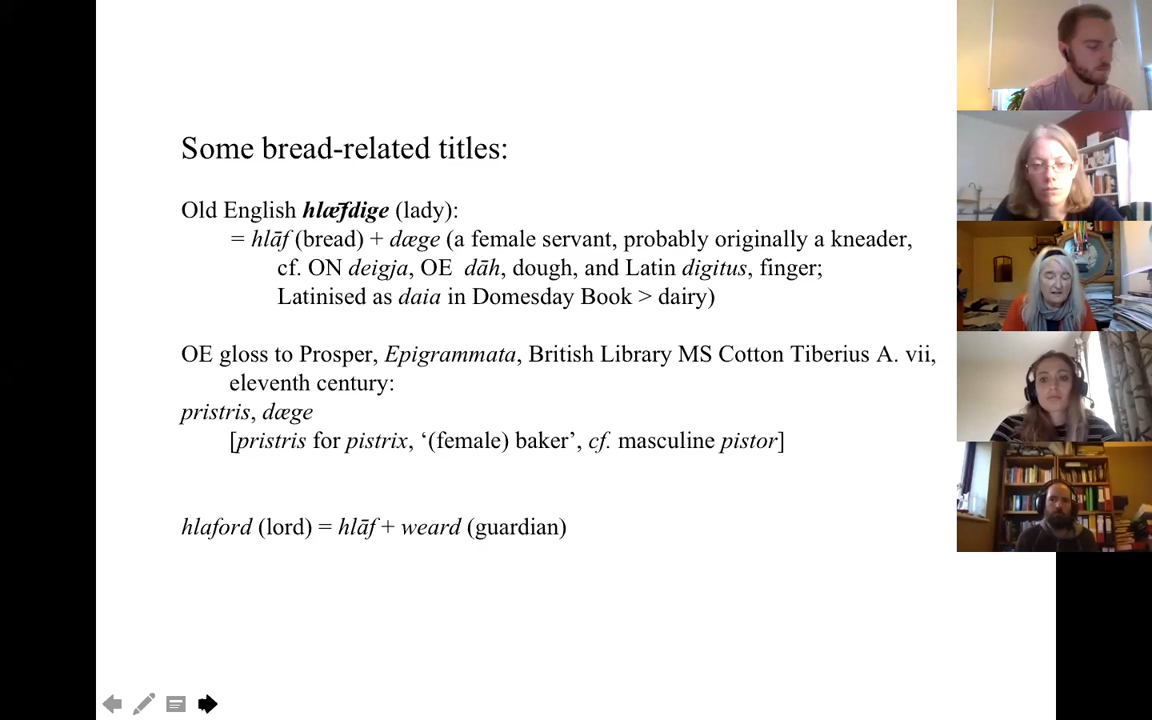 Some bread-related titles:
Old English hlǣfdige (lady):
= hlāf (bread) + dæge (a female servant, probably originally a kneader,
cf. ON deigja, OE dāh, dough, and Latin digitus, finger;
Latinised as daia in Domesday Book > dairy)
OE gloss to Prosper, Epigrammata, British Library MS Cotton Tiberius A. vii,
eleventh century:
pristris, dæge
[pristris for pistrix, ‘(female) baker’, cf. masculine pistor]
hlaford (lord) = hlāf + weard (guardian)